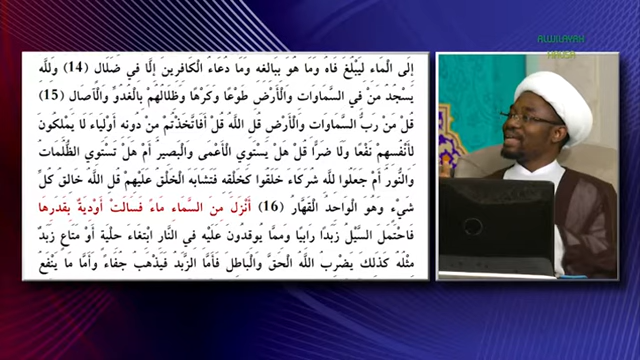 ALWILAYAH
HAUSA
إِلَى الْمَاءِ لِيَبْلُغَ فَاهُ وَمَا هُوَ بِبَالِغِهِ وَمَا دُعَاءُ الْكَافِرِينَ إِلَّا فِي ضَلَالٍ (14) وَلِلَّهِ
يَسْجُدُ مَنْ فِي السَّمَاوَاتِ وَالْأَرْضِ طَوْعًا وَكَرْهًا وَظِلَالُهُمْ بِالْغُدُوِّ وَالْآصَالِ (15)
قُلْ مَنْ رَبُّ السَّمَاوَاتِ وَالْأَرْضِ قُلِ اللَّهُ قُلْ أَفَاتَّخَذْتُمْ مِنْ دُونِهِ أَوْلِيَاءَ لَا يَمْلِكُونَ
لِأَنْفُسِهِمْ نَفْعًا وَلَا ضَرًّا قُلْ هَلْ يَسْتَوِي الْأَعْمَى وَالْبَصِيرُ أَمْ هَلْ تَسْتَوِي الظُّلُمَاتُ
وَالنُّورُ أَمْ جَعَلُوا لِلَّهِ شُرَكَاءَ خَلَقُوا كَخَلْقِهِ فَتَشَابَهَ الْخَلْقُ عَلَيْهِمْ قُلِ اللَّهُ خَالِقُ كُلِّ
شَيْءٍ وَهُوَ الْوَاحِدُ الْقَهَّارُ (16) أَنْزَلَ مِنَ السَّمَاءِ مَاءً فَسَالَتْ أَوْدِيَةٌ بِقَدَرِهَا
فَاحْتَمَلَ السَّيْلُ زَبَدًا رَابِيًا وَمِمَّا يُوقِدُونَ عَلَيْهِ فِي النَّارِ ابْتِغَاءَ حِلْيَةٍ أَوْ مَتَاعٍ زَبَدٌ
مِثْلُهُ كَذَلِكَ يَضْرِبُ اللَّهُ الْحَقَّ وَالْبَاطِلَ فَأَمَّا الزَّبَدُ فَيَذْهَبُ جُفَاءً وَأَمَّا مَا يَنْفَعُ